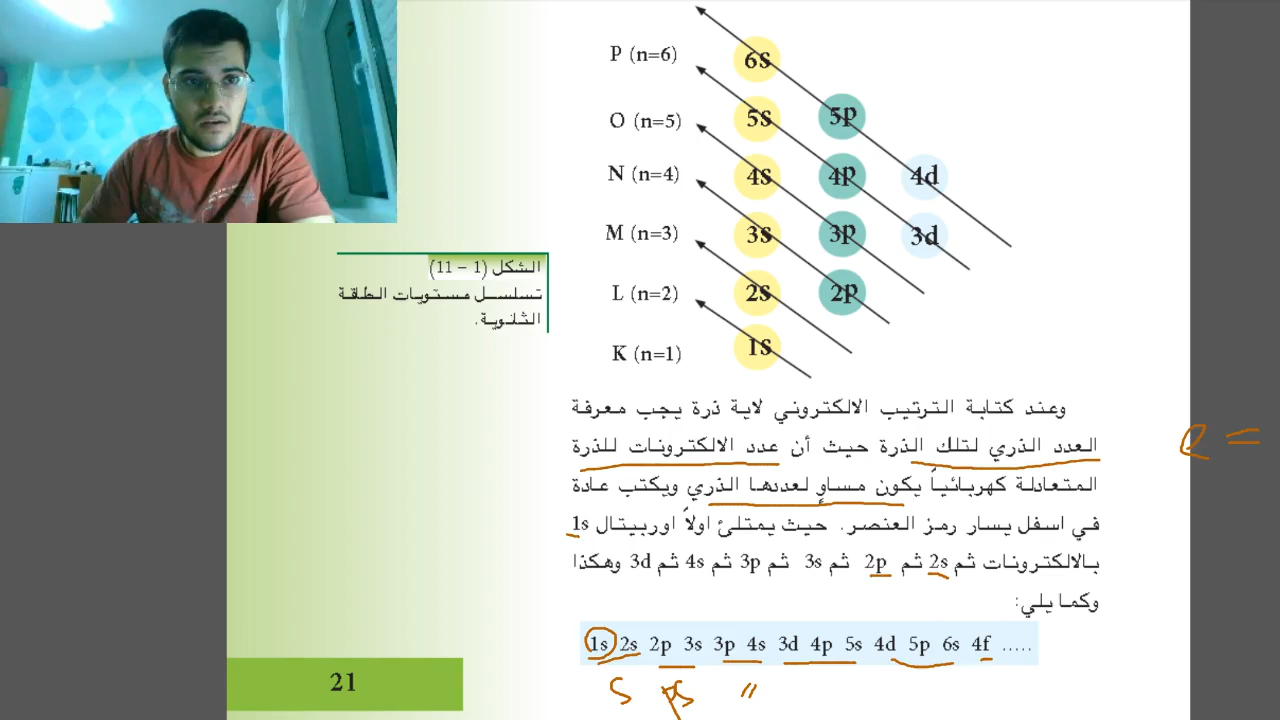 P (n=6) 6s
O (n=5) 5s 5p
N (n=4) 4s 4p 4d
M (n=3) 3s 3p 3d
L (n=2) 2s 2p
K (n=1) 1s
الشكل (1 – 11)
تسلسل مستويات الطاقة
الثانوية.
وعند كتابة الترتيب الالكتروني لاية ذرة يجب معرفة
العدد الذري لتلك الذرة حيث أن عدد الالكترونات للذرة
المتعادلة كهربائياً يكون مساوٍ لعددها الذري ويكتب عادة
في اسفل يسار رمز العنصر. حيث يمتلئ اولاً اوربيتال 1s
بالالكترونات ثم 2s ثم 2p ثم 3s ثم 3p ثم 4s ثم 3d وهكذا
وكما يلي:
1s 2s 2p 3s 3p 4s 3d 4p 5s 4d 5p 6s 4f .....
S ps "
e =
21